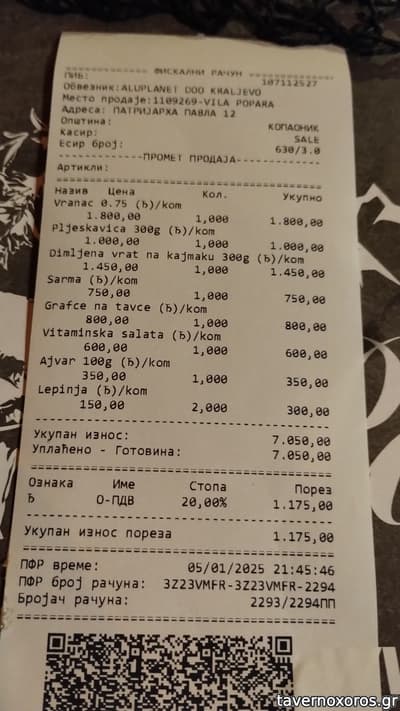 ============ ФИСКАЛНИ РАЧУН ============
ПИБ: 107112527
Обвезник: ALUPLANET DOO KRALJEVO
Место продаје: 1109269-VILA POPARA
Адреса: ПАТРИЈАРХА ПАВЛА 12
Општина: КОПАОНИК
Касир: SALE
Есир број: 630/3.0
-------------ПРОМЕТ ПРОДАЈА-------------
Артикли:
========================================
Назив Цена Кол. Укупно
Vranac 0.75 (Ђ)/kom
1.800,00 1,000 1.800,00
Pljeskavica 300g (Ђ)/kom
1.000,00 1,000 1.000,00
Dimljena vrat na kajmaku 300g (Ђ)/kom
1.450,00 1,000 1.450,00
Sarma (Ђ)/kom
750,00 1,000 750,00
Grafce na tavce (Ђ)/kom
800,00 1,000 800,00
Vitaminska salata (Ђ)/kom
600,00 1,000 600,00
Ajvar 100g (Ђ)/kom
350,00 1,000 350,00
Lepinja (Ђ)/kom
150,00 2,000 300,00
----------------------------------------
Укупан износ: 7.050,00
Уплаћено - Готовина: 7.050,00
========================================
Ознака Име Стопа Порез
Ђ О-ПДВ 20,00% 1.175,00
----------------------------------------
Укупан износ пореза 1.175,00
========================================
ПФР време: 05/01/2025 21:45:46
ПФР број рачуна: 3Z23VMFR-3Z23VMFR-2294
Бројач рачуна: 2293/2294ПП
========================================
tavernoxoros.gr